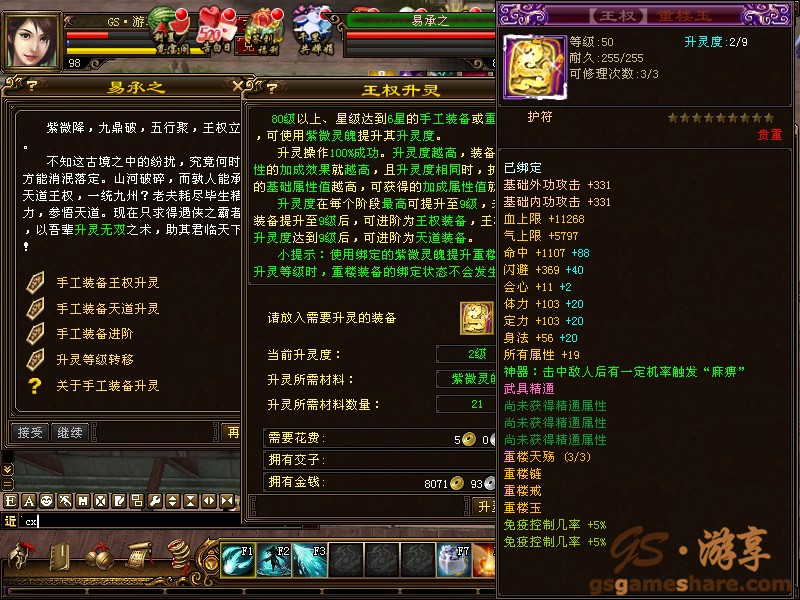 GS·游
98
易承之
易承之
紫微降，九鼎破，五行聚，王权立
。
不知这古境之中的纷扰，究竟何时
方能消泯落定。山河破碎，而孰人能承
天道王权，一统九州？老夫耗尽毕生精
力，参悟天道。现在只求得遇侠之霸者
，以吾辈升灵无双之术，助其君临天下
！
手工装备王权升灵
手工装备天道升灵
手工装备进阶
升灵等级转移
关于手工装备升灵
接受
继续
再
近
cx
王权升灵
80级以上、星级达到6星的手工装备或重
，可使用紫微灵魄提升其升灵度。
升灵操作100%成功。升灵度越高，装备
性的加成效果就越高，且升灵度相同时，
的基础属性值越高，可获得的加成属性值
升灵度在每个阶段最高可提升至9级，
装备提升至9级后，可进阶为王权装备，王
升灵度达到9级后，可进阶为天道装备。
小提示：使用绑定的紫微灵魄提升重楼
升灵等级时，重楼装备的绑定状态不会发生
请放入需要升灵的装备
当前升灵度：
2级
升灵所需材料：
紫微灵魄
升灵所需材料数量：
21
需要花费：
5
0
拥有交子：
拥有金钱：
8071
93
升
F1
F2
F3
F7
【王权】重楼玉
等级：50
升灵度：2/9
耐久：255/255
可修理次数：3/3
护符
★★★★★★★★★
贵重
已绑定
基础外功攻击 +331
基础内功攻击 +331
血上限 +11268
气上限 +5797
命中 +1107 +88
闪避 +369 +40
会心 +11 +2
体力 +103 +20
定力 +103 +20
身法 +56 +20
所有属性 +19
神器：击中敌人后有一定机率触发“麻痹”
武具精通
尚未获得精通属性
尚未获得精通属性
尚未获得精通属性
重楼天殇 (3/3)
重楼链
重楼戒
重楼玉
免疫控制几率 +5%
免疫控制几率 +5%
GS·游享
gsgameshare.com